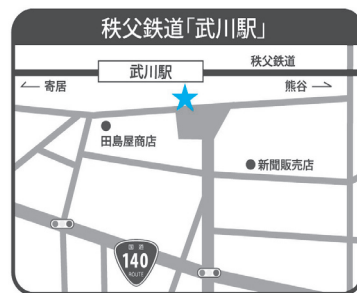 秩父鉄道「武川駅」
秩父鉄道
武川駅
← 寄居
熊谷 →
田島屋商店
新聞販売店
国道
140
ROUTE